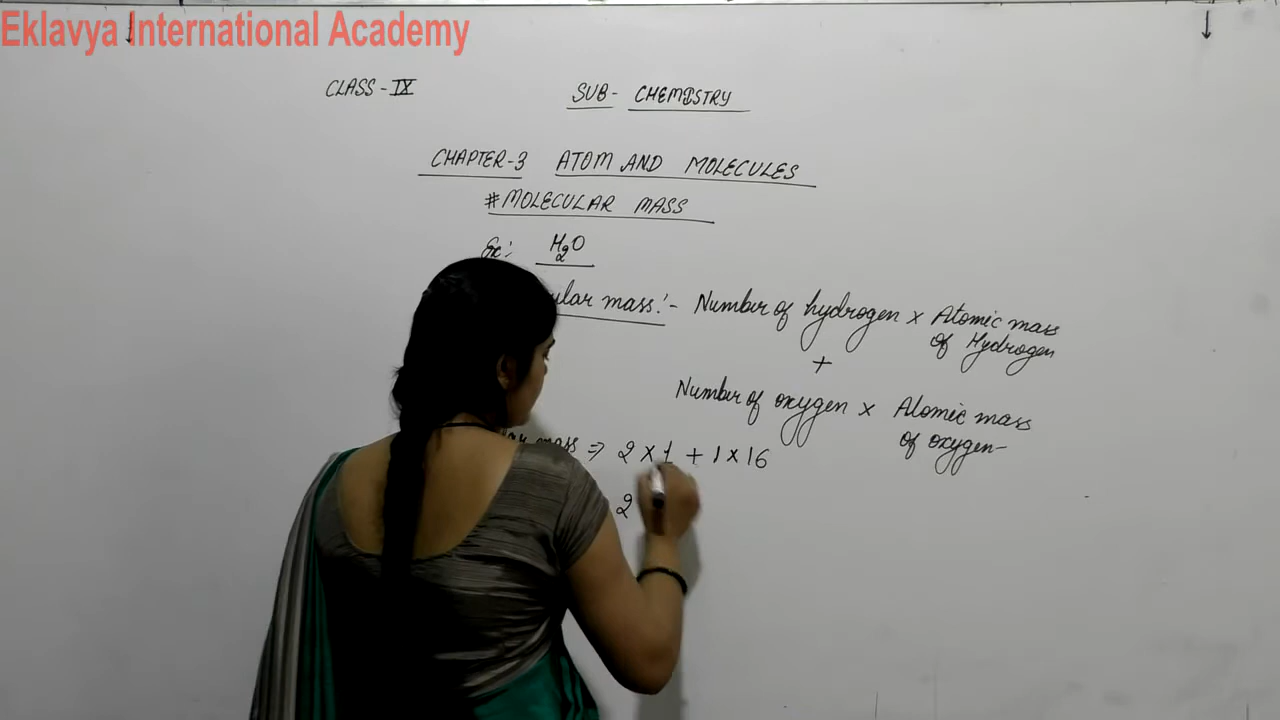 Eklavya International Academy
CLASS - IX SUB - CHEMISTRY
CHAPTER-3 ATOM AND MOLECULES
#MOLECULAR MASS
Ex:
H₂O
mass:- Number of hydrogen × Atomic mass
of Hydrogen
+
Number of oxygen × Atomic mass
of oxygen
mass ⇒ 2 × 1 + 1 × 16
2